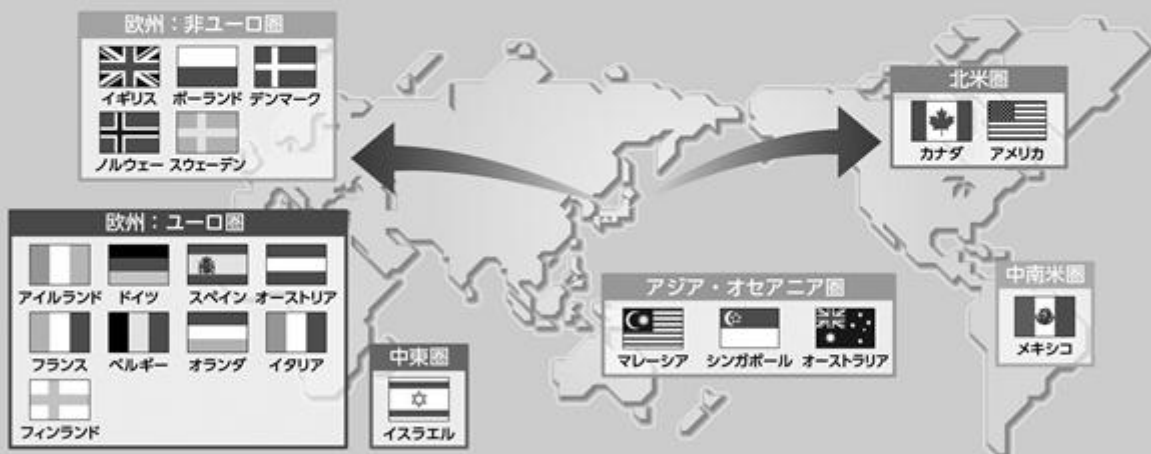 欧州：非ユーロ圏
イギリス ポーランド デンマーク
ノルウェー スウェーデン
北米圏
カナダ アメリカ
欧州：ユーロ圏
アイルランド ドイツ スペイン オーストリア
フランス ベルギー オランダ イタリア
フィンランド
中東圏
イスラエル
アジア・オセアニア圏
マレーシア シンガポール オーストラリア
中南米圏
メキシコ